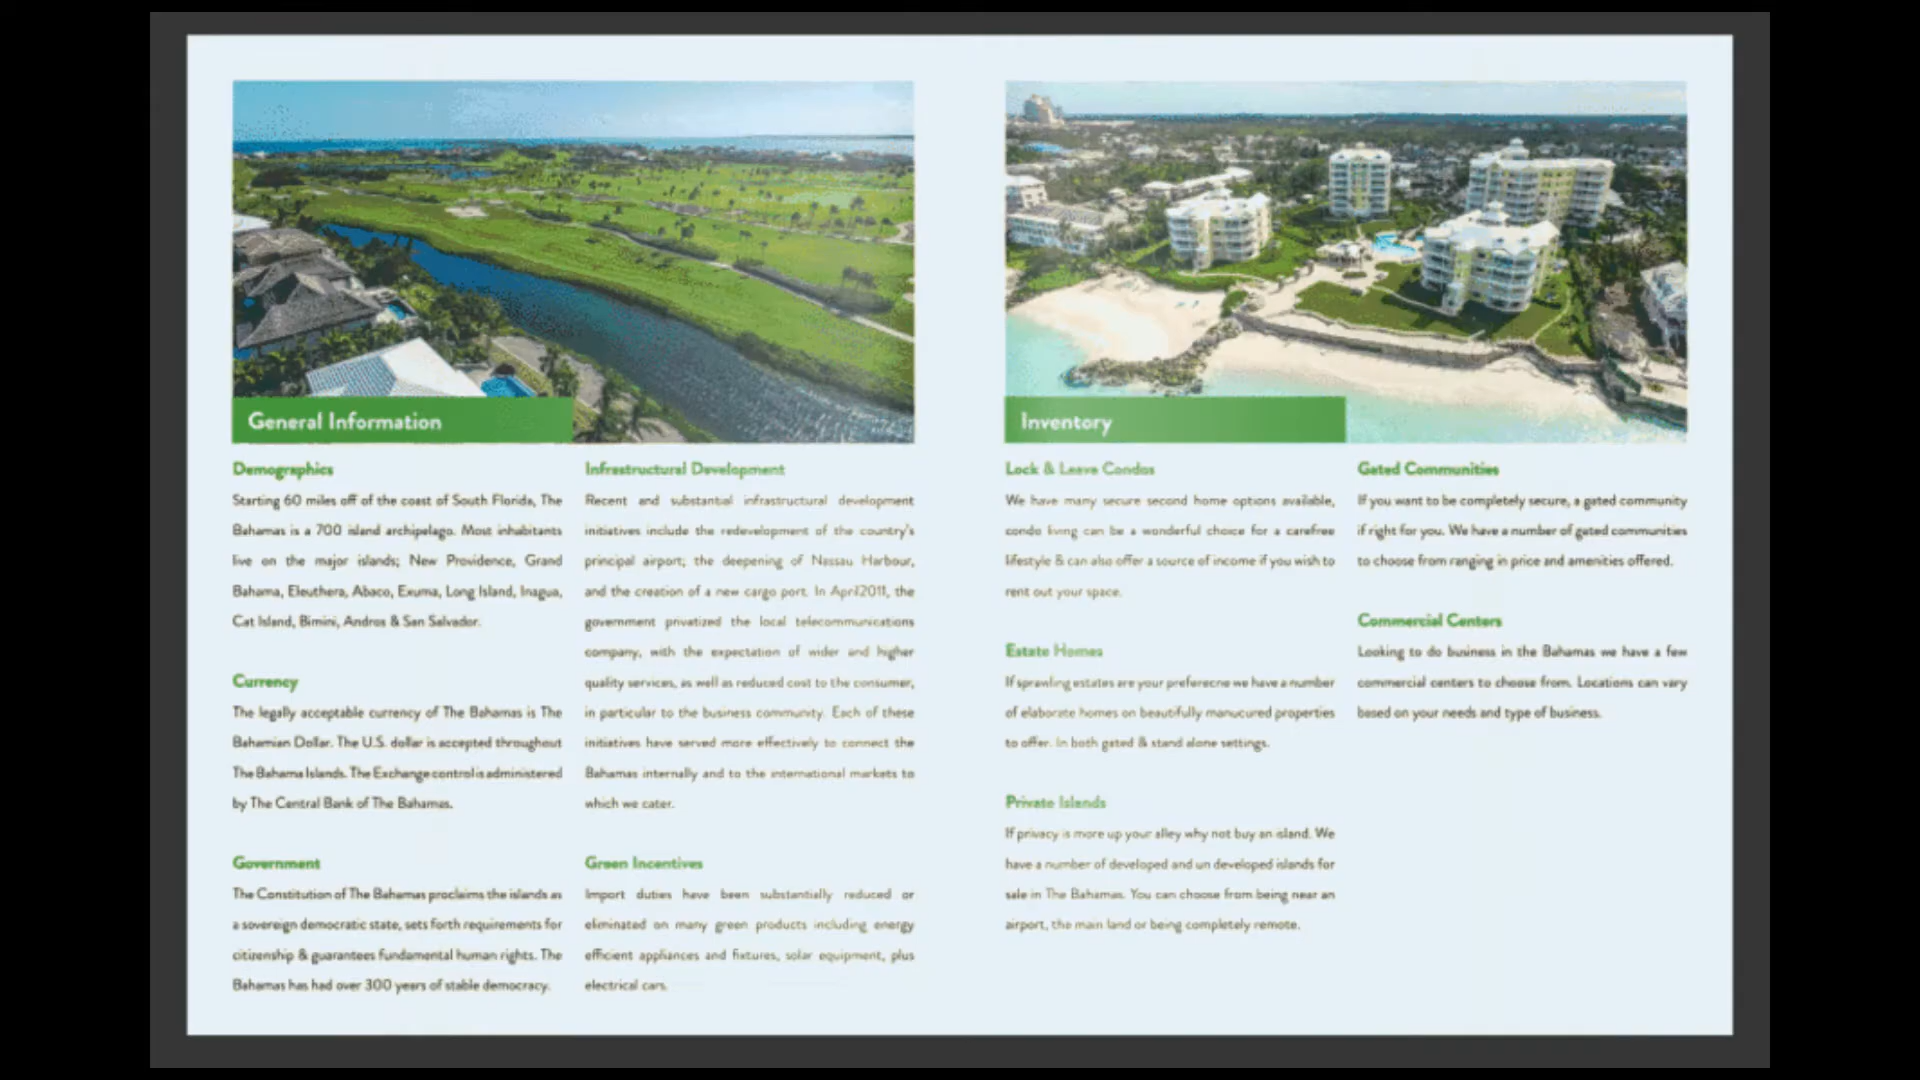 General Information
Demographics
Starting 60 miles off of the coast of South Florida, The
Bahamas is a 700 island archipelago. Most inhabitants
live on the major islands; New Providence, Grand
Bahama, Eleuthera, Abaco, Exuma, Long Island, Inagua,
Cat Island, Bimini, Andros & San Salvador.
Currency
The legally acceptable currency of The Bahamas is The
Bahamian Dollar. The U.S. dollar is accepted throughout
The Bahama Islands. The Exchange control is administered
by The Central Bank of The Bahamas.
Government
The Constitution of The Bahamas proclaims the islands as
a sovereign democratic state, sets forth requirements for
citizenship & guarantees fundamental human rights. The
Bahamas has had over 300 years of stable democracy.
Infrastructural Development
Recent and substantial infrastructural development
initiatives include the redevelopment of the country's
principal airport; the deepening of Nassau Harbour,
and the creation of a new cargo port. In April2011, the
government privatized the local telecommunications
company, with the expectation of wider and higher
quality services, as well as reduced cost to the consumer,
in particular to the business community. Each of these
initiatives have served more effectively to connect the
Bahamas internally and to the international markets to
which we cater.
Green Incentives
Import duties have been substantially reduced or
eliminated on many green products including energy
efficient appliances and fixtures, solar equipment, plus
electrical cars.
Inventory
Lock & Leave Condos
We have many secure second home options available,
condo living can be a wonderful choice for a carefree
lifestyle & can also offer a source of income if you wish to
rent out your space.
Estate Homes
If sprawling estates are your preferecne we have a number
of elaborate homes on beautifully manucured properties
to offer. In both gated & stand alone settings.
Private Islands
If privacy is more up your alley why not buy an island. We
have a number of developed and un developed islands for
sale in The Bahamas. You can choose from being near an
airport, the main land or being completely remote.
Gated Communities
If you want to be completely secure, a gated community
if right for you. We have a number of gated communities
to choose from ranging in price and amenities offered.
Commercial Centers
Looking to do business in the Bahamas we have a few
commercial centers to choose from. Locations can vary
based on your needs and type of business.